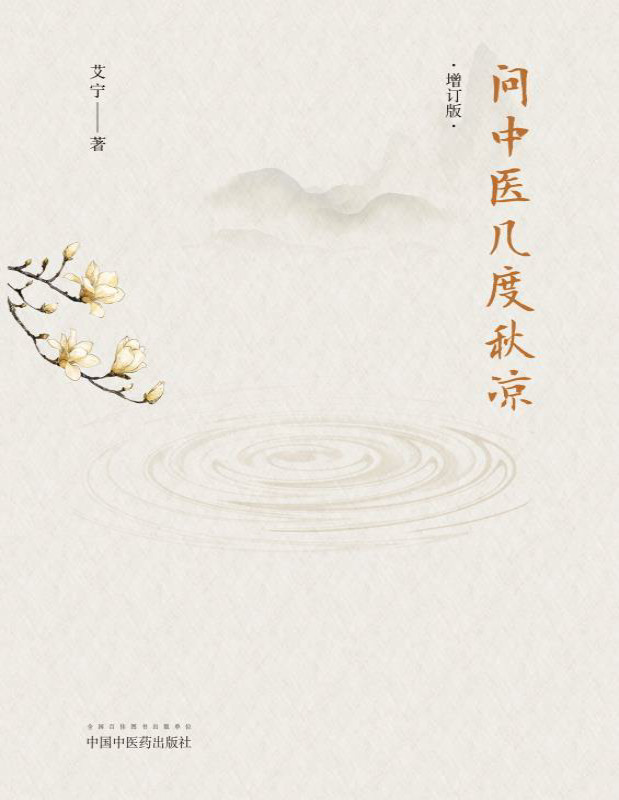 问中医几度秋凉
·增订版·
艾宁——著
全国百佳图书出版单位
中国中医药出版社